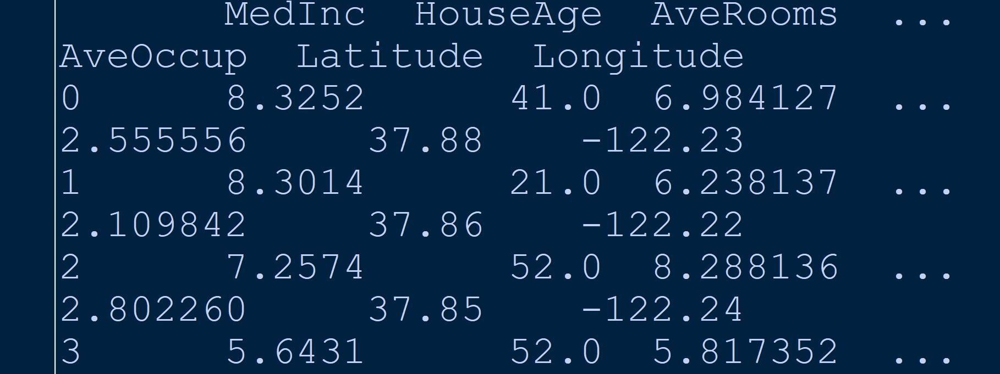 MedInc HouseAge AveRooms ...
AveOccup Latitude Longitude
0 8.3252 41.0 6.984127 ...
2.555556 37.88 -122.23
1 8.3014 21.0 6.238137 ...
2.109842 37.86 -122.22
2 7.2574 52.0 8.288136 ...
2.802260 37.85 -122.24
3 5.6431 52.0 5.817352 ...